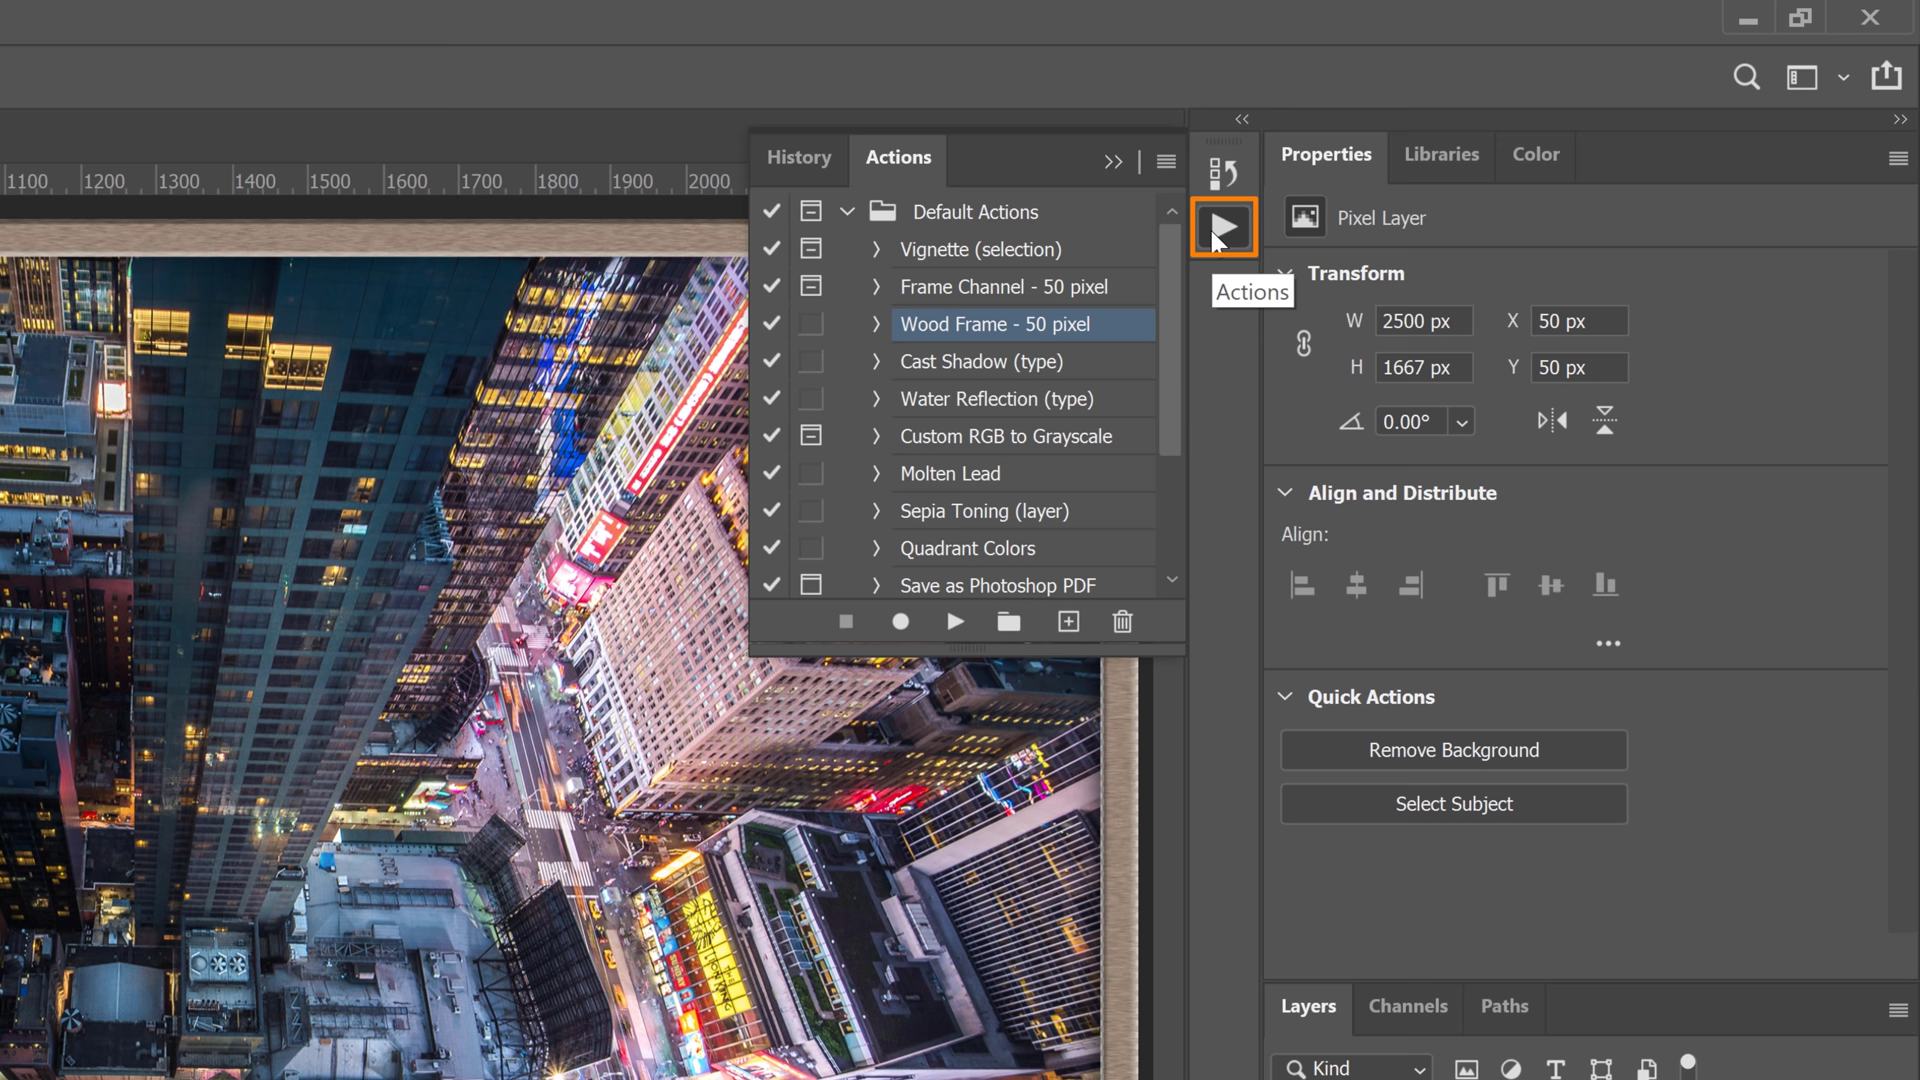 1100 1200 1300 1400 1500 1600 1700 1800 1900 2000
History Actions
Default Actions
Vignette (selection)
Frame Channel - 50 pixel
Wood Frame - 50 pixel
Cast Shadow (type)
Water Reflection (type)
Custom RGB to Grayscale
Molten Lead
Sepia Toning (layer)
Quadrant Colors
Save as Photoshop PDF
Actions
Properties Libraries Color
Pixel Layer
Transform
W 2500 px X 50 px
H 1667 px Y 50 px
0.00°
Align and Distribute
Align:
Quick Actions
Remove Background
Select Subject
Layers Channels Paths
Kind